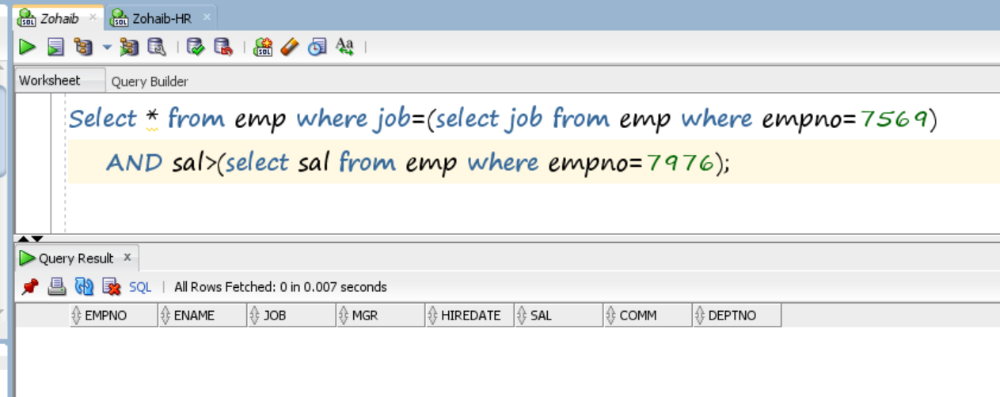 Zohaib Zohaib-HR
Worksheet Query Builder
Select * from emp where job=(select job from emp where empno=7569)
AND sal>(select sal from emp where empno=7976);
Query Result x
SQL | All Rows Fetched: 0 in 0.007 seconds
EMPNO ENAME JOB MGR HIREDATE SAL COMM DEPTNO